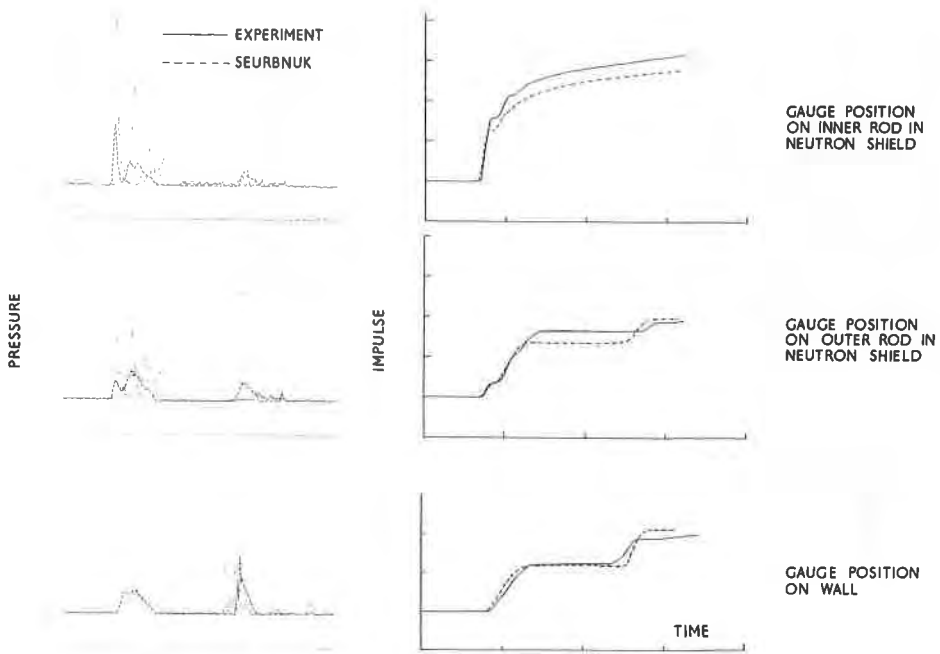 EXPERIMENT
SEURBNUK
PRESSURE
IMPULSE
GAUGE POSITION
ON INNER ROD IN
NEUTRON SHIELD
GAUGE POSITION
ON OUTER ROD IN
NEUTRON SHIELD
GAUGE POSITION
ON WALL
TIME